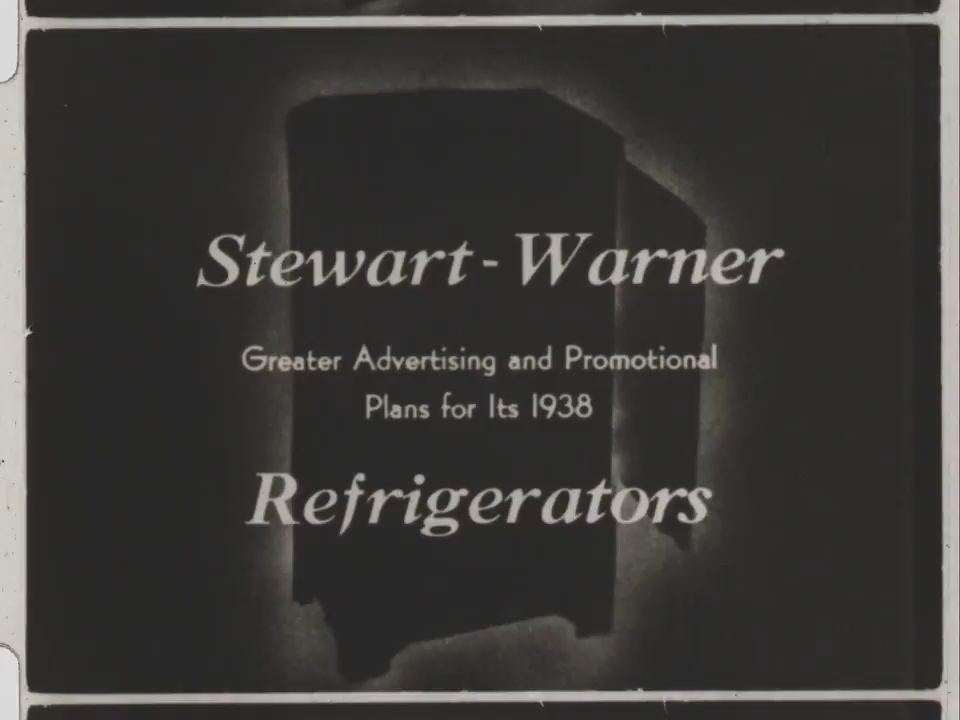 Stewart-Warner
Greater Advertising and Promotional
Plans for Its 1938
Refrigerators